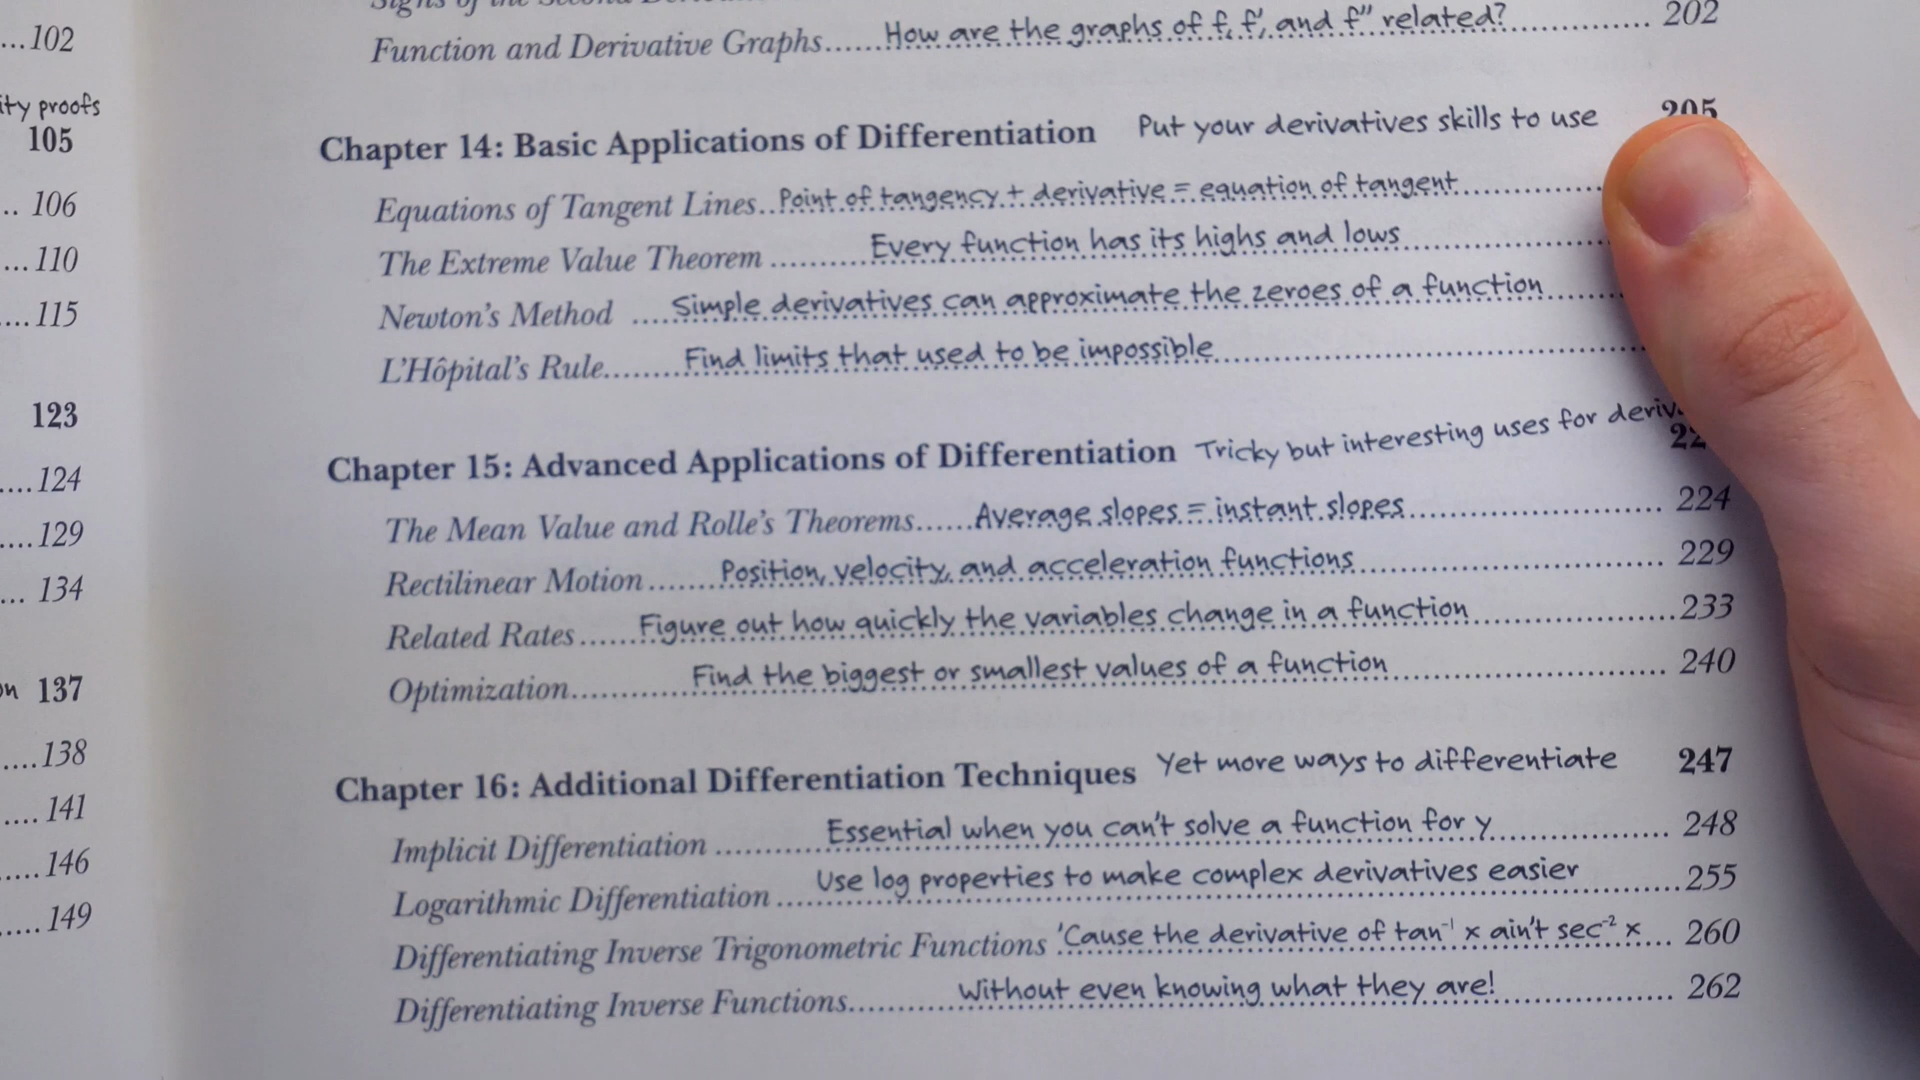 ...102
ity proofs
105
.. 106
...110
....115
123
....124
....129
... 134
on 137
....138
.... 141
.....146
.....149
Function and Derivative Graphs......How are the graphs of f, f', and f'' related?............... 202
Chapter 14: Basic Applications of Differentiation Put your derivatives skills to use 205
Equations of Tangent Lines..Point of tangency + derivative = equation of tangent...............
The Extreme Value Theorem ..........Every function has its highs and lows......................
Newton's Method ....Simple derivatives can approximate the zeroes of a function........
L'Hôpital's Rule........Find limits that used to be impossible.............................................
Chapter 15: Advanced Applications of Differentiation Tricky but interesting uses for
The Mean Value and Rolle's Theorems......Average slopes = instant slopes........................... 224
Rectilinear Motion.......Position, velocity, and acceleration functions................................ 229
Related Rates......Figure out how quickly the variables change in a function.....................233
Optimization............Find the biggest or smallest values of a function............................. 240
Chapter 16: Additional Differentiation Techniques Yet more ways to differentiate 247
Implicit Differentiation ...........Essential when you can't solve a function for y.................. 248
Logarithmic Differentiation ....Use log properties to make complex derivatives easier..........255
Differentiating Inverse Trigonometric Functions 'Cause the derivative of tan⁻¹ x ain't sec⁻² x... 260
Differentiating Inverse Functions...........Without even knowing what they are!.................. 262